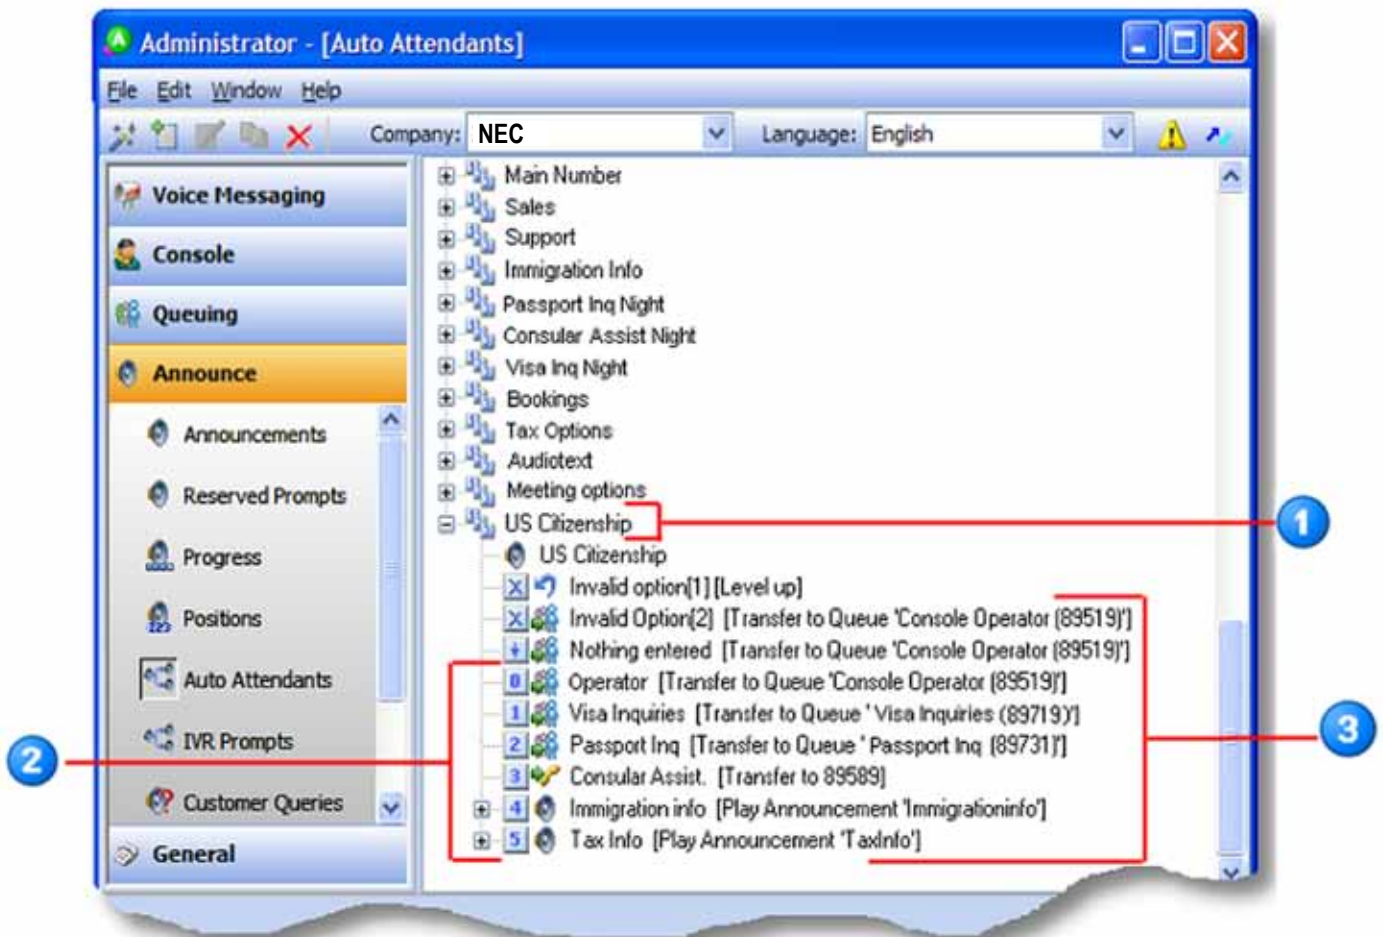 Administrator - [Auto Attendants]
File Edit Window Help
Company: NEC Language: English
Voice Messaging
Console
Queuing
Announce
Announcements
Reserved Prompts
Progress
Positions
Auto Attendants
IVR Prompts
Customer Queries
General
Main Number
Sales
Support
Immigration Info
Passport Inq Night
Consular Assist Night
Visa Inq Night
Bookings
Tax Options
Audiotext
Meeting options
US Citizenship
US Citizenship
X Invalid option[1] [Level up]
X Invalid Option[2] [Transfer to Queue 'Console Operator (89519)']
+ Nothing entered [Transfer to Queue 'Console Operator (89519)']
0 Operator [Transfer to Queue 'Console Operator (89519)']
1 Visa Inquiries [Transfer to Queue ' Visa Inquiries (89719)']
2 Passport Inq [Transfer to Queue ' Passport Inq (89731)']
3 Consular Assist. [Transfer to 89589]
4 Immigration info [Play Announcement 'Immigrationinfo']
5 Tax Info [Play Announcement 'TaxInfo']
1
2
3